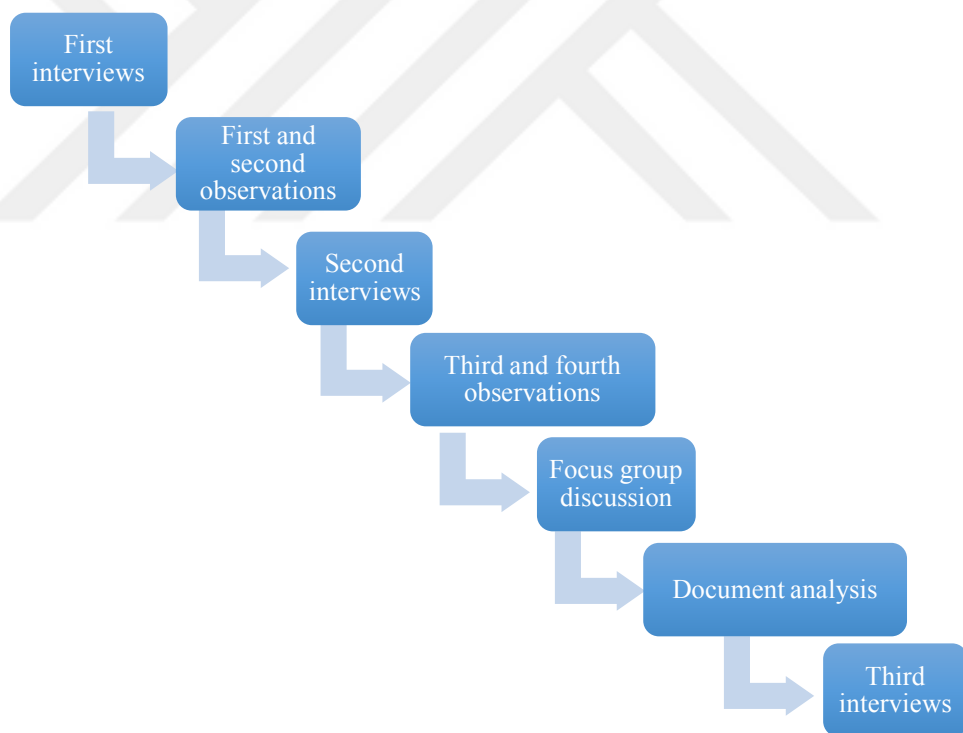 First
interviews
First and
second
observations
Second
interviews
Third and fourth
observations
Focus group
discussion
Document analysis
Third
interviews